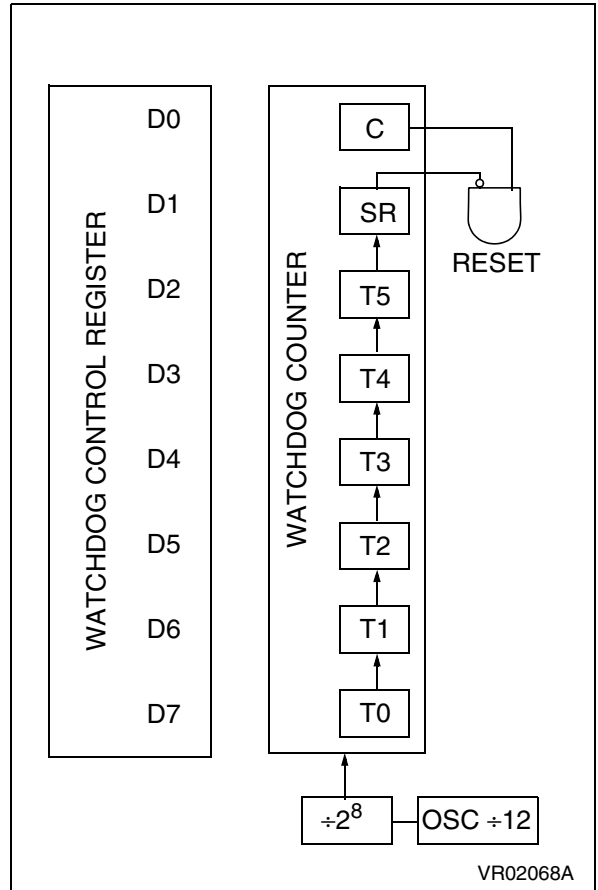 WATCHDOG CONTROL REGISTER
D0
D1
D2
D3
D4
D5
D6
D7
WATCHDOG COUNTER
C
SR
T5
T4
T3
T2
T1
T0
RESET
÷2⁸
OSC ÷12
VR02068A